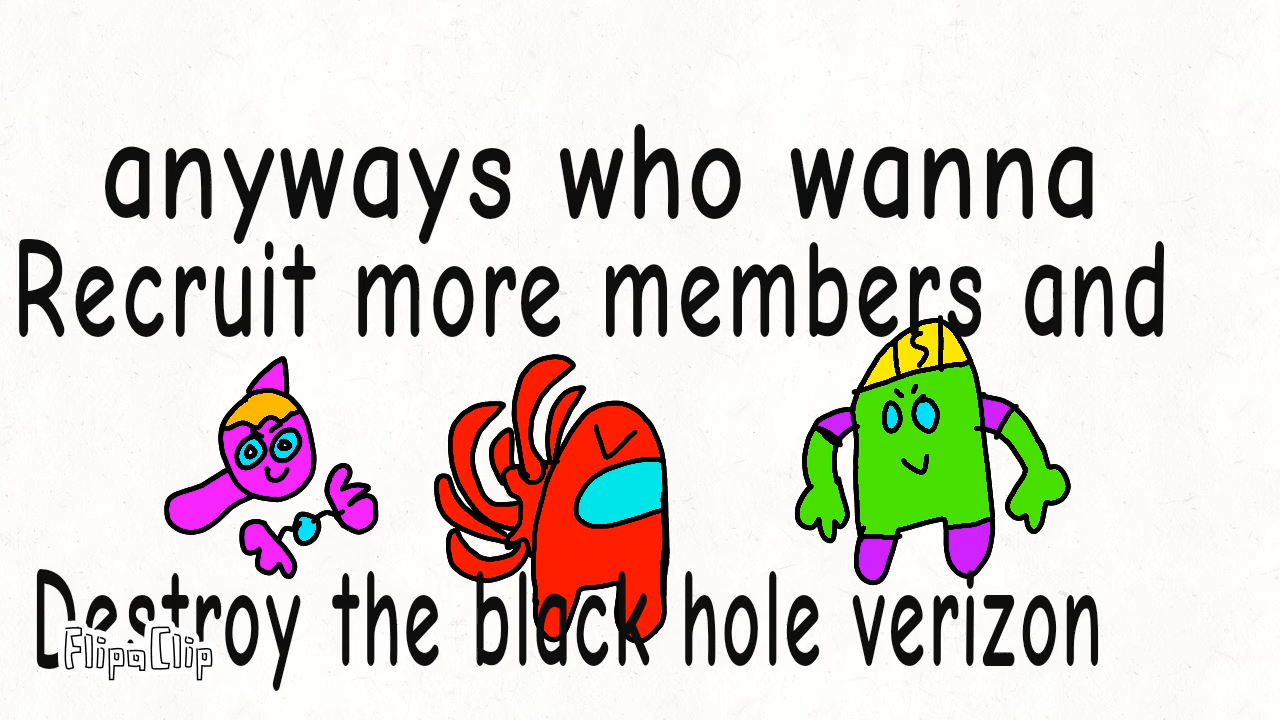 anyways who wanna
Recruit more members and
Destroy the black hole verizon
FlipaClip